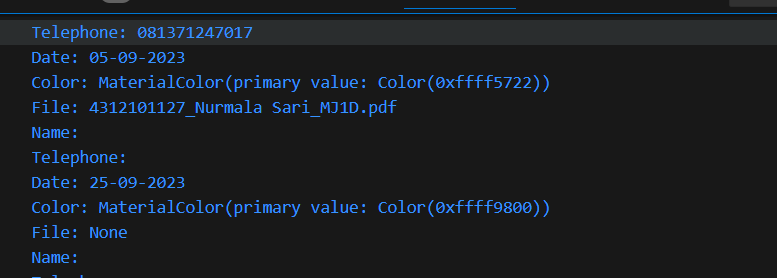 Telephone: 081371247017
Date: 05-09-2023
Color: MaterialColor(primary value: Color(0xffff5722))
File: 4312101127_Nurmala Sari_MJ1D.pdf
Name:
Telephone:
Date: 25-09-2023
Color: MaterialColor(primary value: Color(0xffff9800))
File: None
Name: